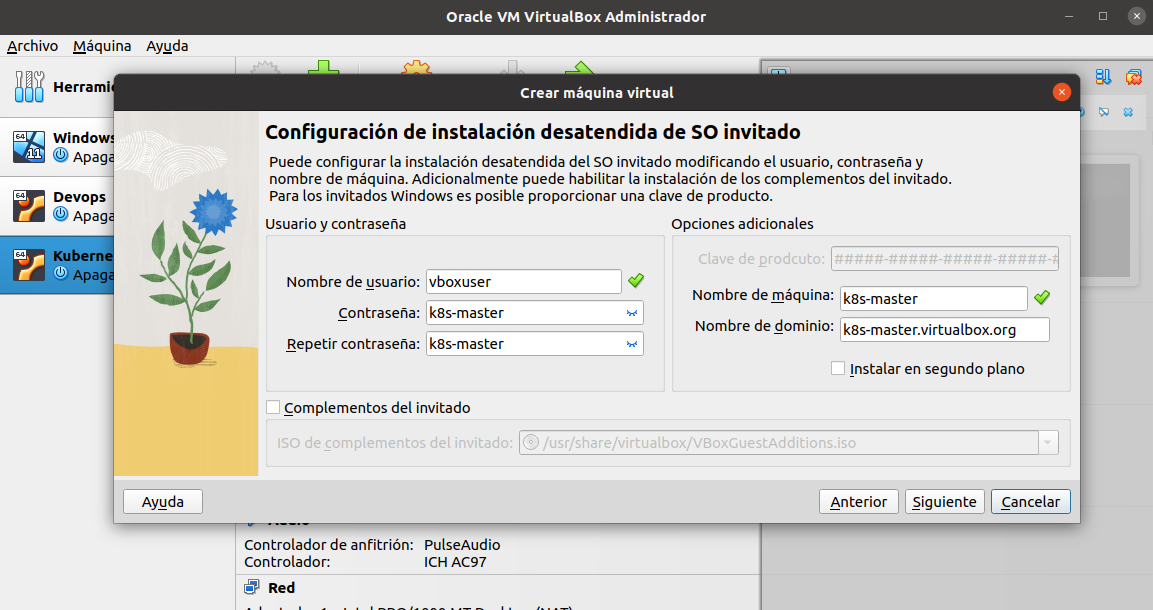 Oracle VM VirtualBox Administrador
Archivo Máquina Ayuda
Windows
64
11
Apaga
Devops
64
Apaga
64
Apaga
Crear máquina virtual
Configuración de instalación desatendida de SO invitado
Puede configurar la instalación desatendida del SO invitado modificando el usuario, contraseña y
nombre de máquina. Adicionalmente puede habilitar la instalación de los complementos del invitado.
Para los invitados Windows es posible proporcionar una clave de producto.
Usuario y contraseña
Nombre de usuario: vboxuser
Contraseña: k8s-master
Repetir contraseña: k8s-master
Opciones adicionales
Clave de prodcuto: #####-#####-#####-#####-#
Nombre de máquina: k8s-master
Nombre de dominio: k8s-master.virtualbox.org
Instalar en segundo plano
Complementos del invitado
ISO de complementos del invitado: /usr/share/virtualbox/VBoxGuestAdditions.iso
Ayuda Anterior Siguiente Cancelar
Controlador de anfitrión: PulseAudio
Controlador: ICH AC97
Red